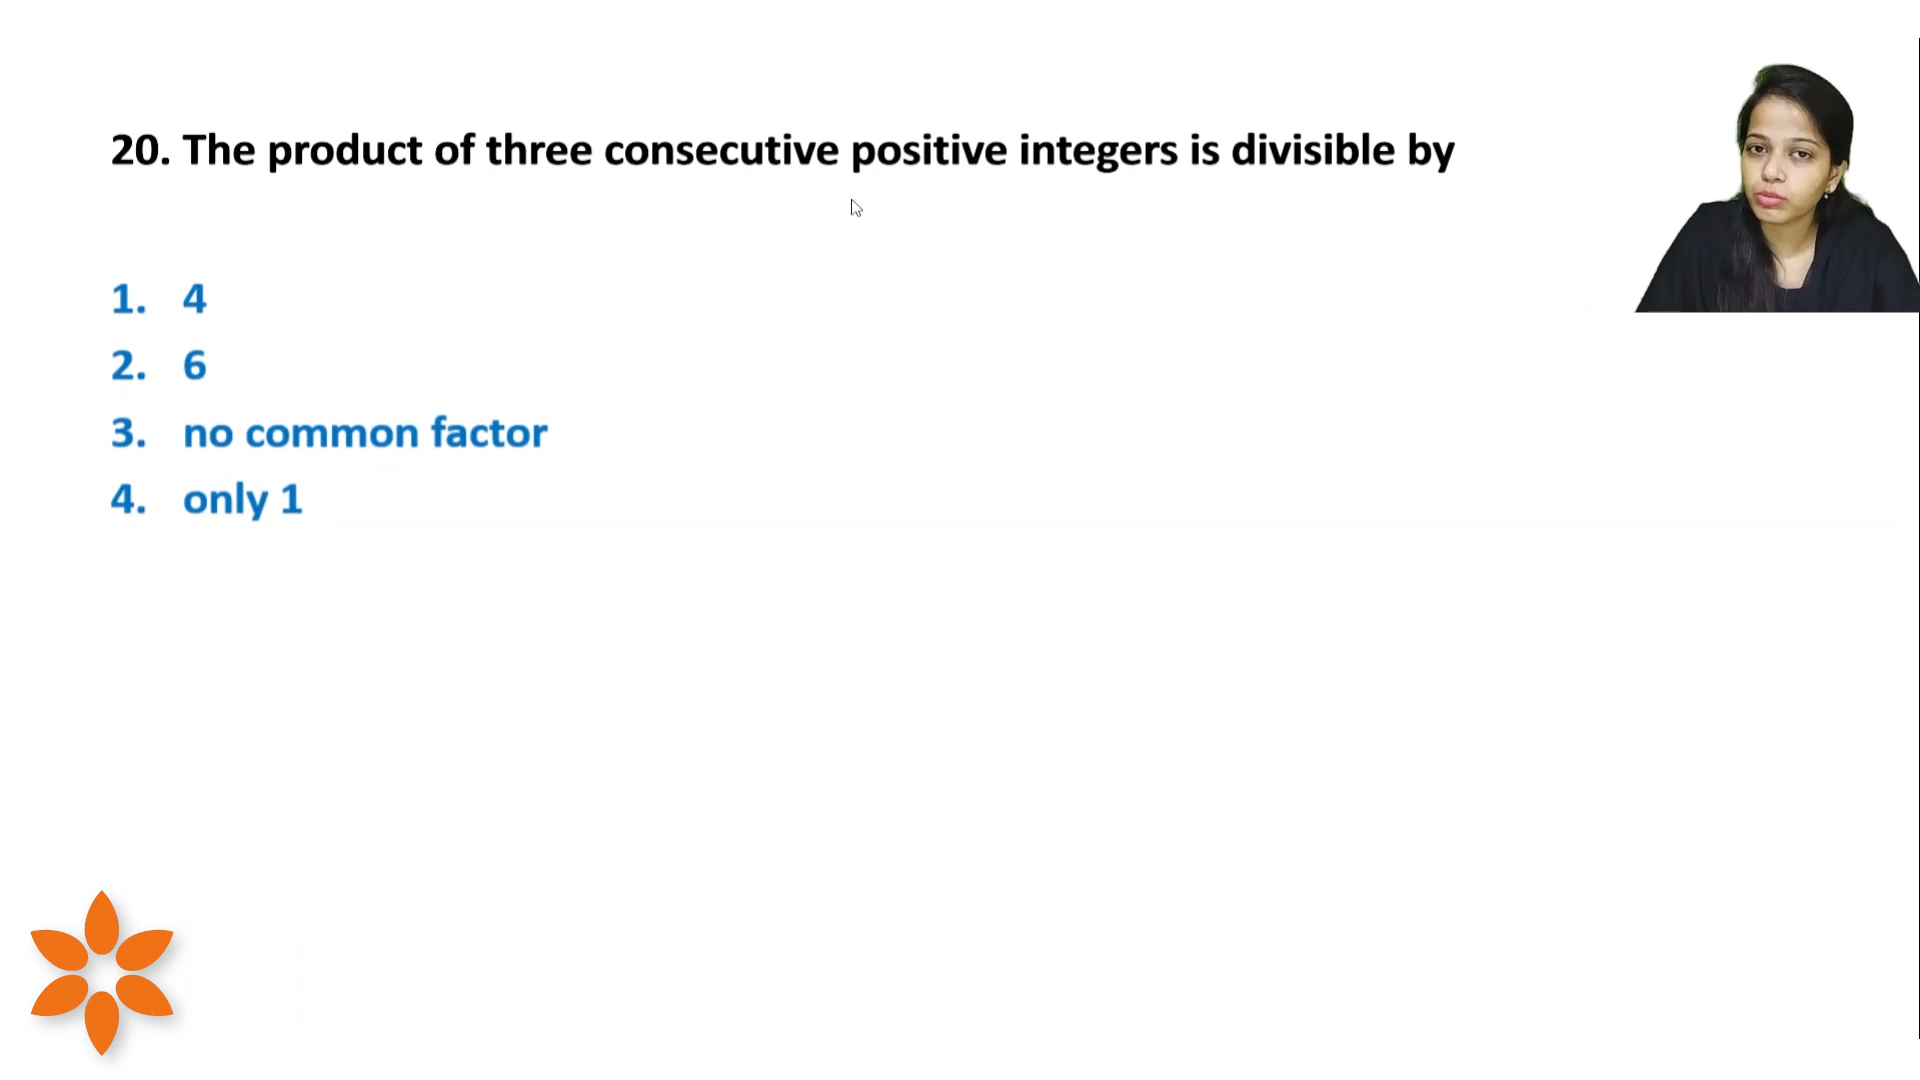 20. The product of three consecutive positive integers is divisible by
1. 4
2. 6
3. no common factor
4. only 1